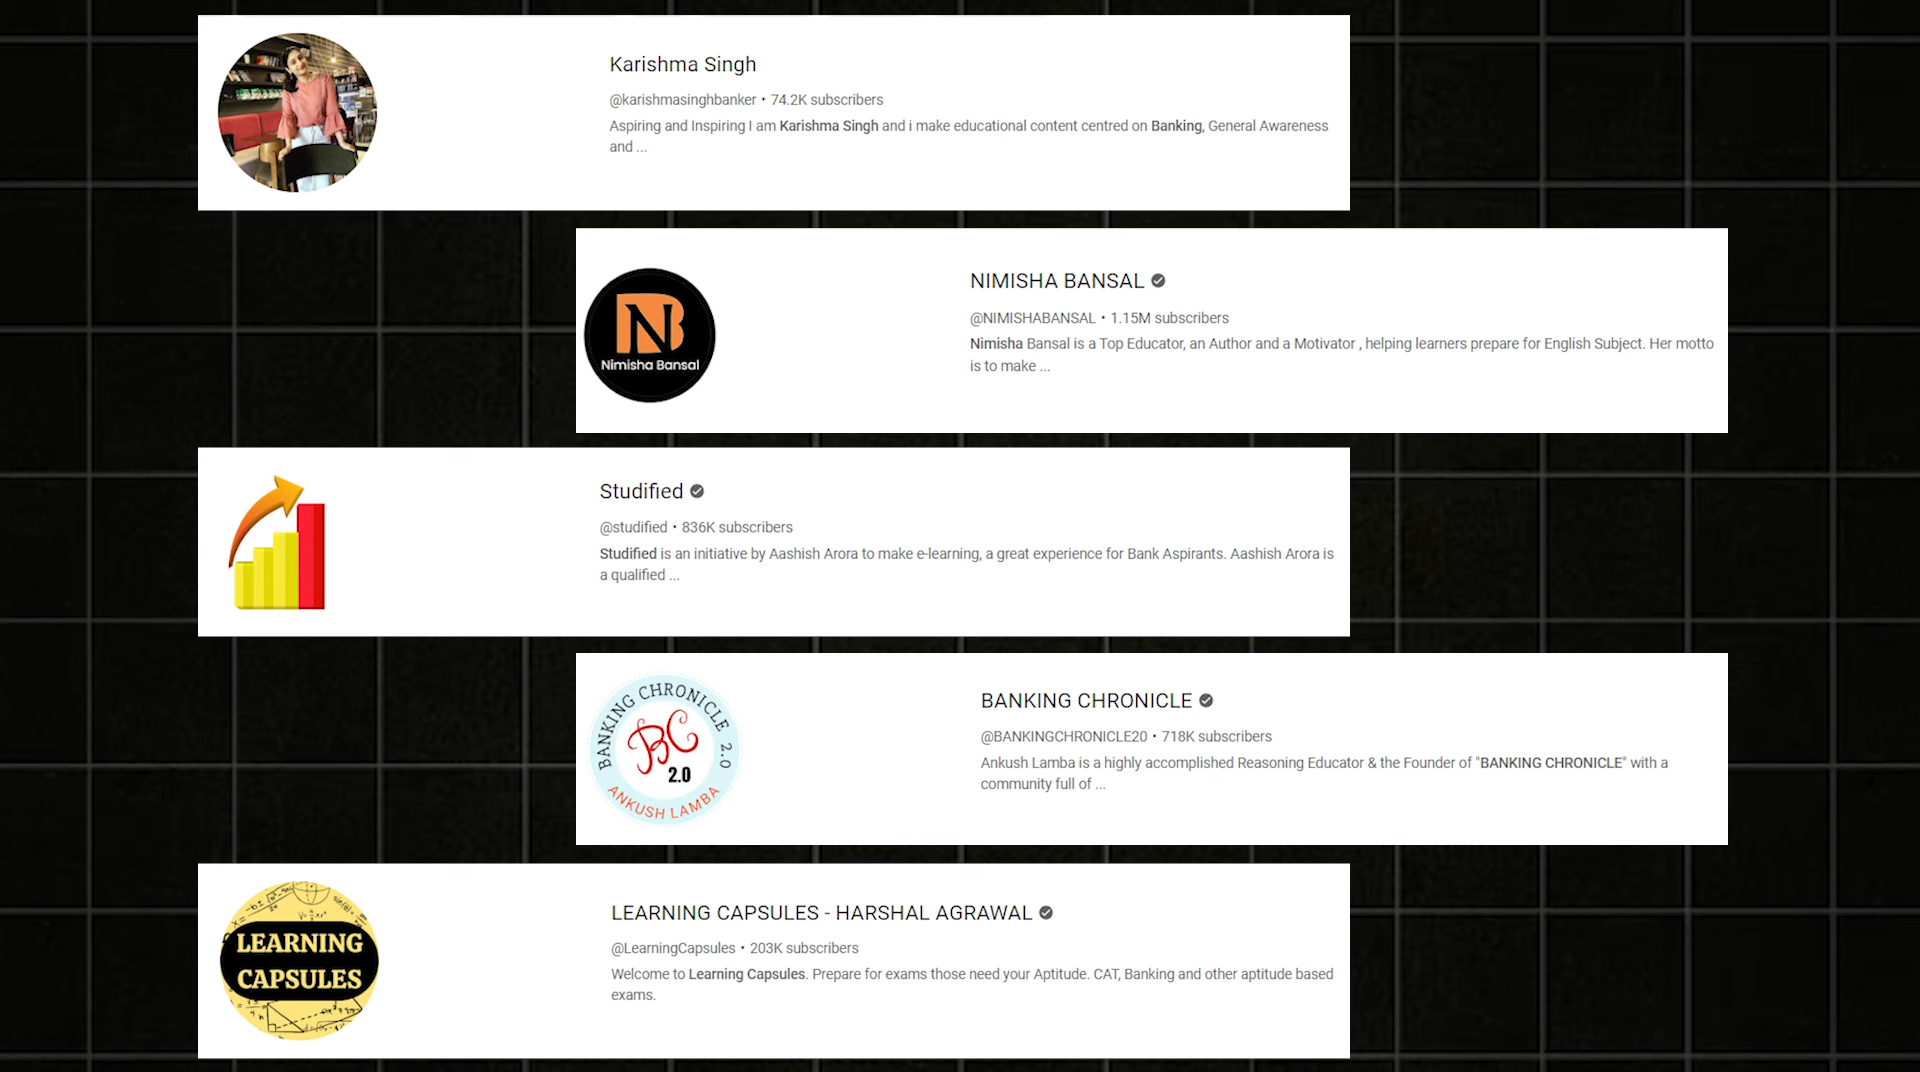 Karishma Singh
@karishmasinghbanker • 74.2K subscribers
Aspiring and Inspiring I am Karishma Singh and i make educational content centred on Banking, General Awareness
and ...
NIMISHA BANSAL
@NIMISHABANSAL • 1.15M subscribers
Nimisha Bansal is a Top Educator, an Author and a Motivator , helping learners prepare for English Subject. Her motto
is to make ...
NB
Nimisha Bansal
Studified
@studified • 836K subscribers
Studified is an initiative by Aashish Arora to make e-learning, a great experience for Bank Aspirants. Aashish Arora is
a qualified ...
BANKING CHRONICLE 2.0
BC
2.0
ANKUSH LAMBA
BANKING CHRONICLE
@BANKINGCHRONICLE20 • 718K subscribers
Ankush Lamba is a highly accomplished Reasoning Educator & the Founder of "BANKING CHRONICLE" with a
community full of ...
LEARNING
CAPSULES
LEARNING CAPSULES - HARSHAL AGRAWAL
@LearningCapsules • 203K subscribers
Welcome to Learning Capsules. Prepare for exams those need your Aptitude. CAT, Banking and other aptitude based
exams.